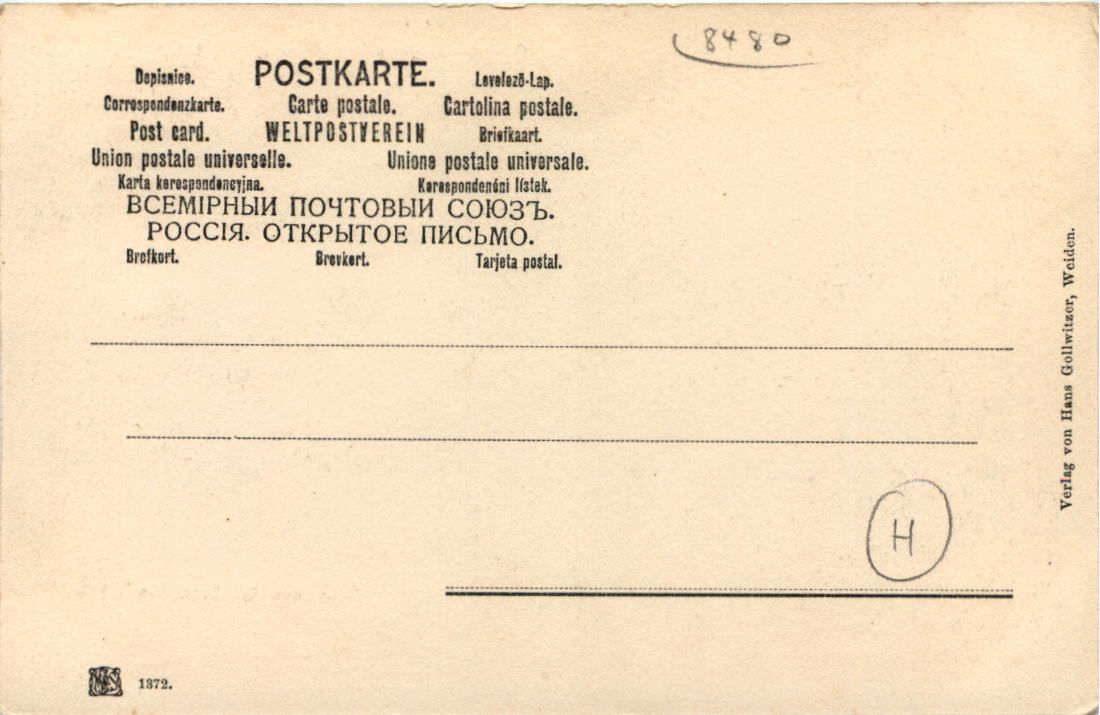 8480
Dopisnice. POSTKARTE. Levelező-Lap.
Correspondenzkarte. Carte postale. Cartolina postale.
Post card. WELTPOSTVEREIN Briefkaart.
Union postale universelle. Unione postale universale.
Karta korespondencyjna. Korespondenční lístek.
ВСЕМІРНЫИ ПОЧТОВЫИ СОЮЗЪ.
РОССІЯ. ОТКРЫТОЕ ПИСЬМО.
Brefkort. Brevkort. Tarjeta postal.
Verlag von Hans Gollwitzer, Weiden.
H
1372.